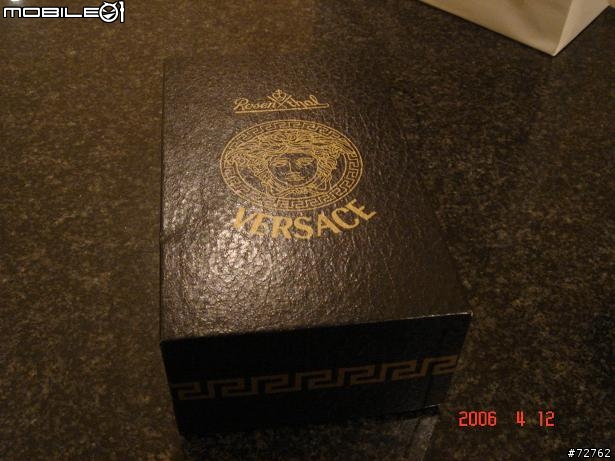 MOBILE01
Rosenthal
VERSACE
2006 4 12
#72762